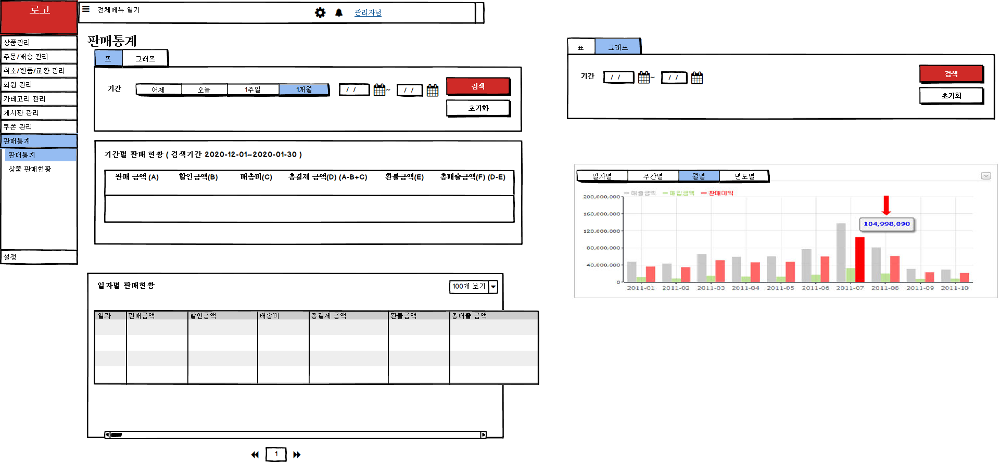 로고
전체메뉴 열기
관리자님
상품관리
주문/배송 관리
취소/반품/교환 관리
회원 관리
카테고리 관리
게시판 관리
쿠폰 관리
판매통계
판매통계
상품 판매현황
설정
판매통계
표 그래프
기간 어제 오늘 1주일 1개월 / / ~ / / 검색
초기화
기간별 판매 현황 ( 검색기간 2020-12-01~2020-01-30 )
판매 금액 (A) 할인금액(B) 배송비(C) 총결제 금액(D) (A-B+C) 환불금액(E) 총매출금액(F) (D-E)
일자별 판매현황 100개 보기
일자 판매금액 할인금액 배송비 총결제 금액 환불금액 총매출 금액
1
표 그래프
기간 / / ~ / / 검색
초기화
일자별 주간별 월별 년도별
매출금액 매입금액 판매이익
200,000,000
160,000,000
104,998,090
120,000,000
80,000,000
40,000,000
0
2011-01 2011-02 2011-03 2011-04 2011-05 2011-06 2011-07 2011-08 2011-09 2011-10